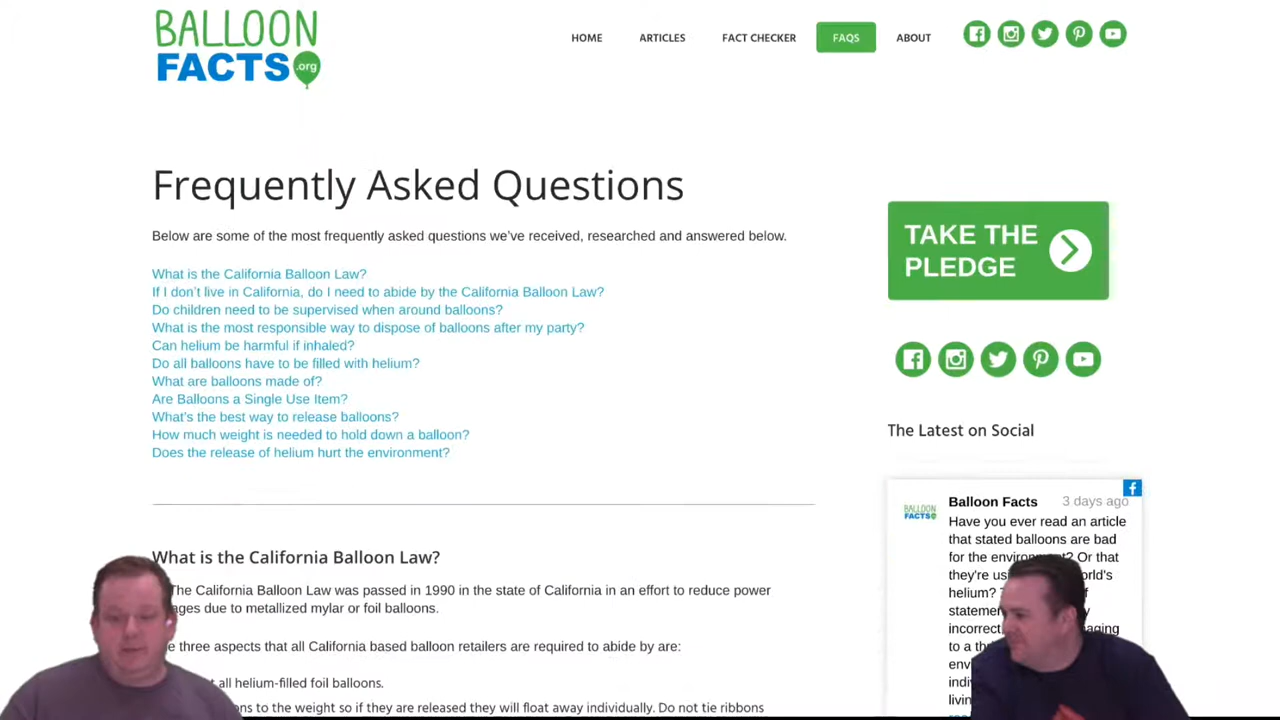 BALLOON
FACTS.org
HOME
ARTICLES
FACT CHECKER
FAQS
ABOUT
Frequently Asked Questions
Below are some of the most frequently asked questions we've received, researched and answered below.
What is the California Balloon Law?
If I don't live in California, do I need to abide by the California Balloon Law?
Do children need to be supervised when around balloons?
What is the most responsible way to dispose of balloons after my party?
Can helium be harmful if inhaled?
Do all balloons have to be filled with helium?
What are balloons made of?
Are Balloons a Single Use Item?
What's the best way to release balloons?
How much weight is needed to hold down a balloon?
Does the release of helium hurt the environment?
What is the California Balloon Law?
The California Balloon Law was passed in 1990 in the state of California in an effort to reduce power
due to metallized mylar or foil balloons.
three aspects that all California based balloon retailers are required to abide by are:
all helium-filled foil balloons.
to the weight so if they are released they will float away individually. Do not tie ribbons
TAKE THE
PLEDGE
The Latest on Social
BALLOON
FACTS
Balloon Facts
3 days ago
Have you ever read an article
that stated balloons are bad
for the Or that
they're
helium?
incorrect,
to a